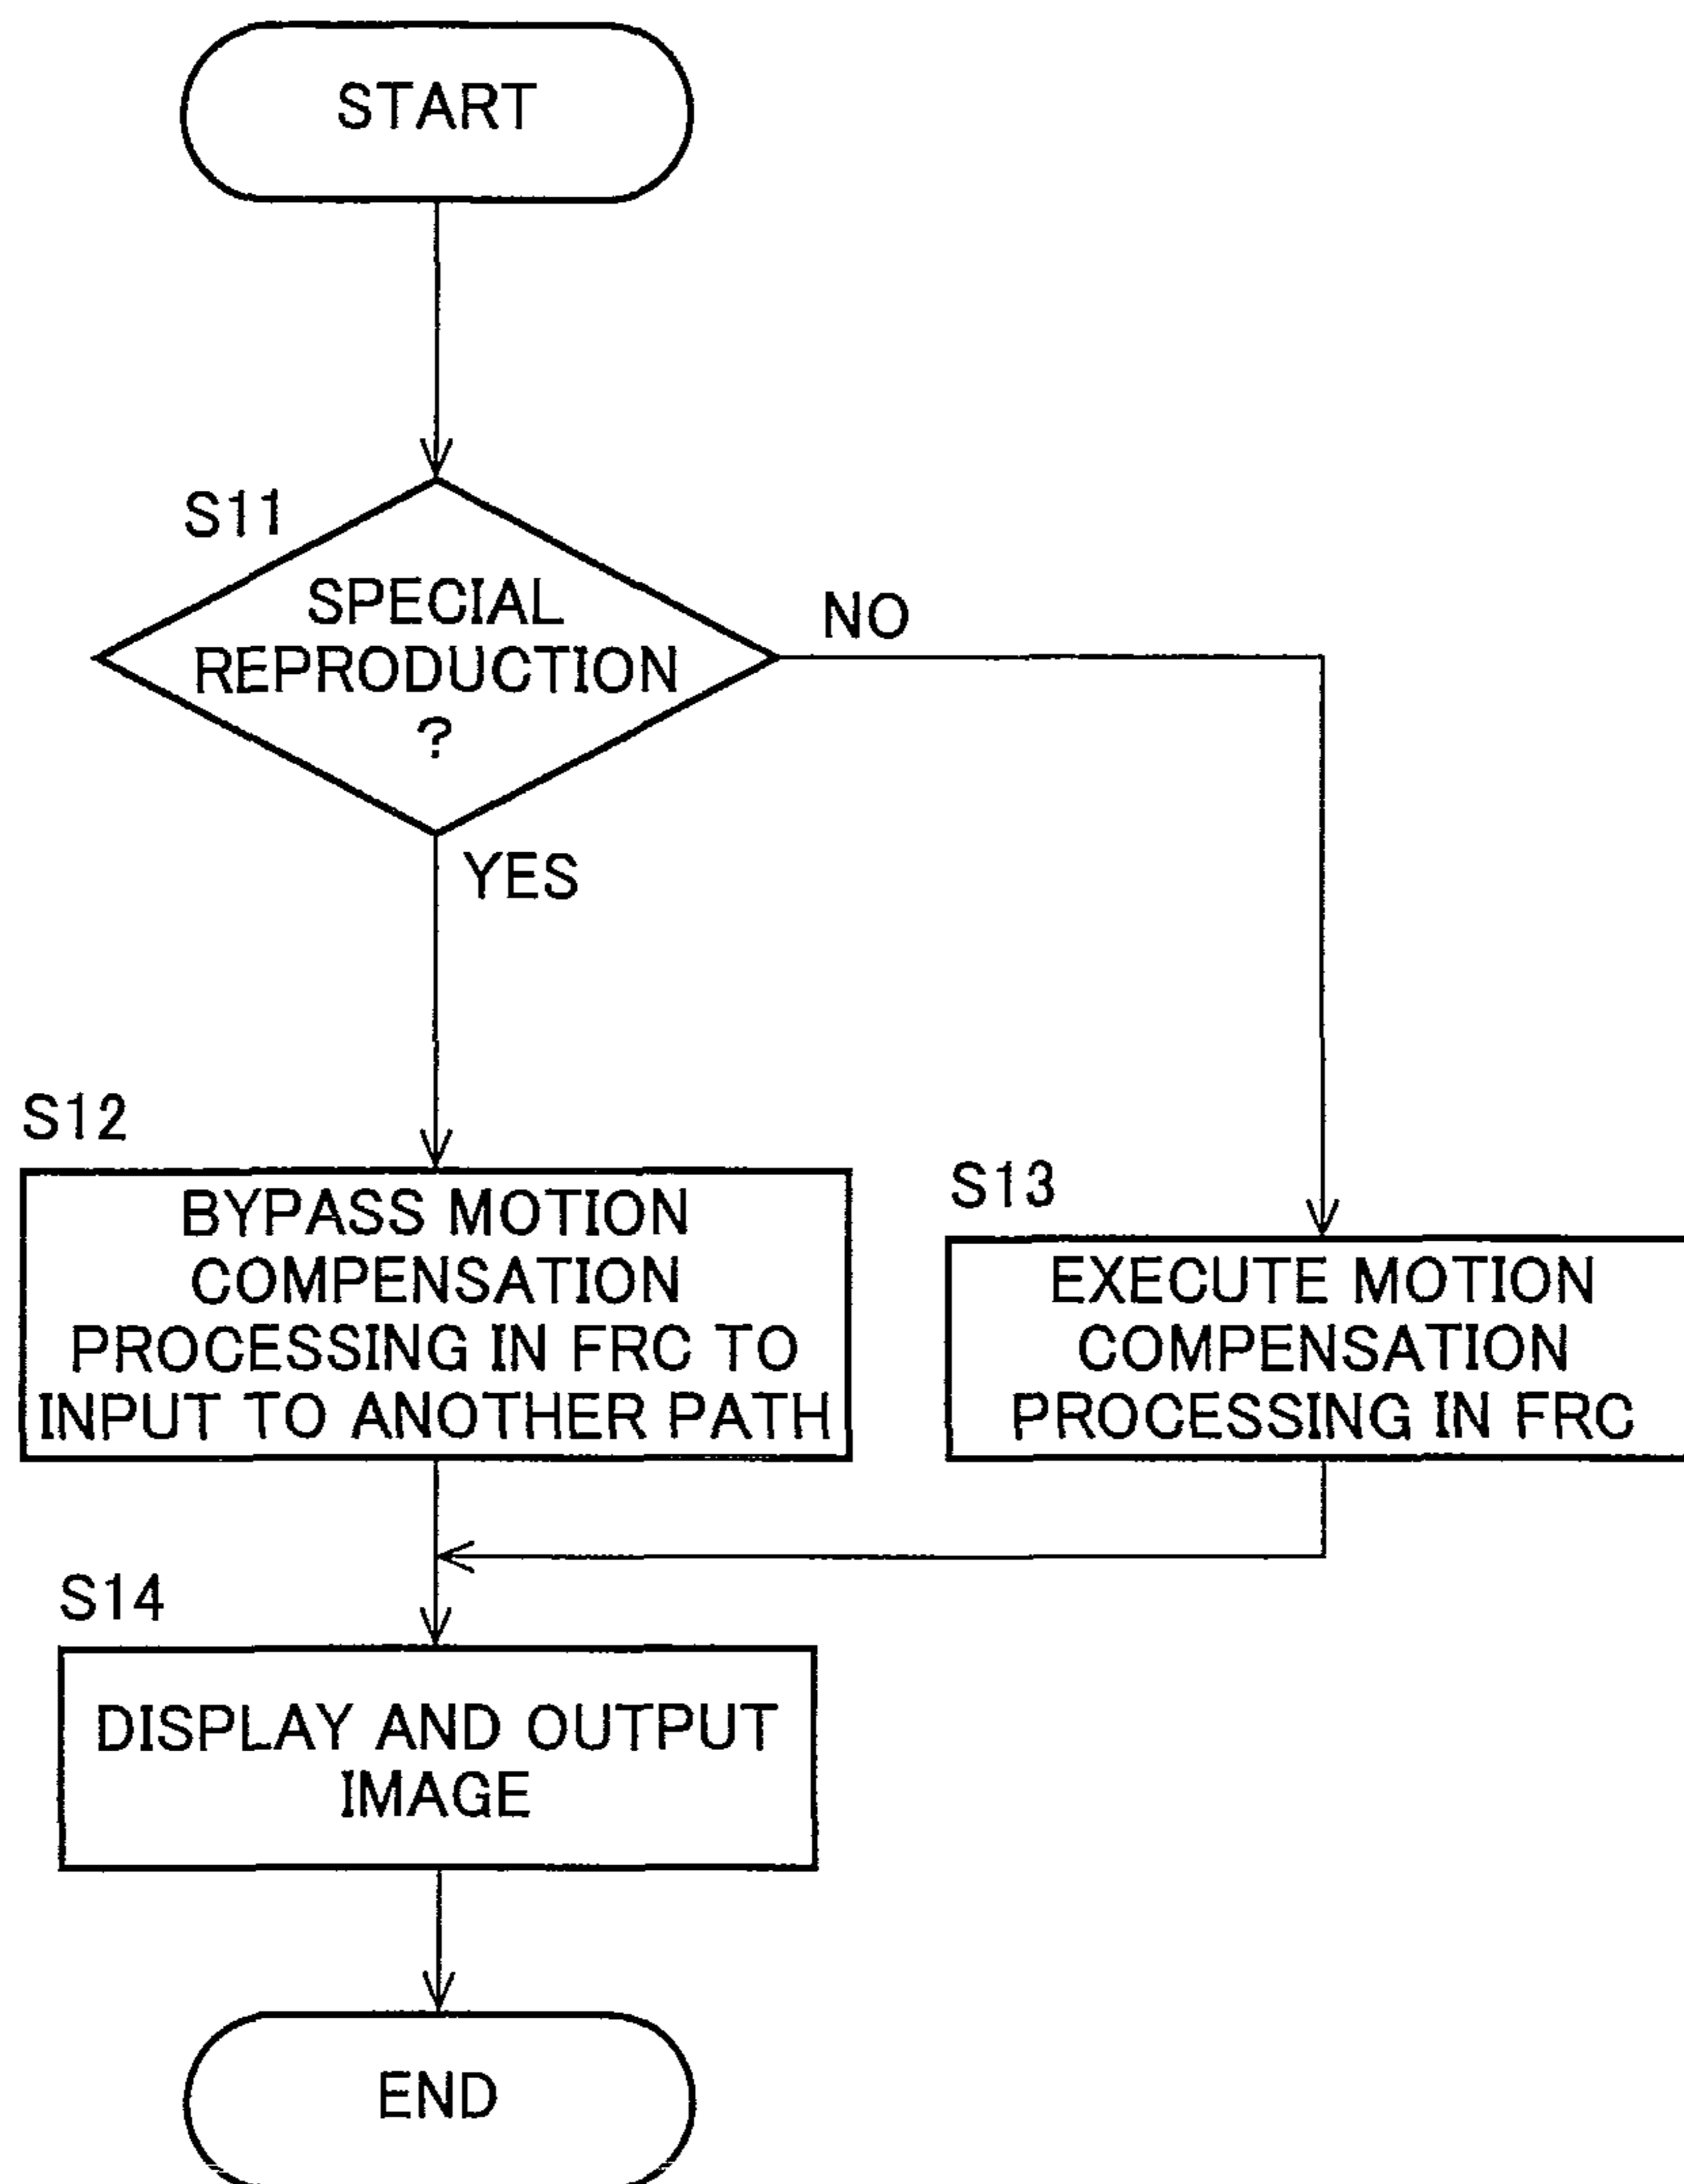 START
S11
SPECIAL
REPRODUCTION
?
NO
YES
S12
BYPASS MOTION
COMPENSATION
PROCESSING IN FRC TO
INPUT TO ANOTHER PATH
S13
EXECUTE MOTION
COMPENSATION
PROCESSING IN FRC
S14
DISPLAY AND OUTPUT
IMAGE
END